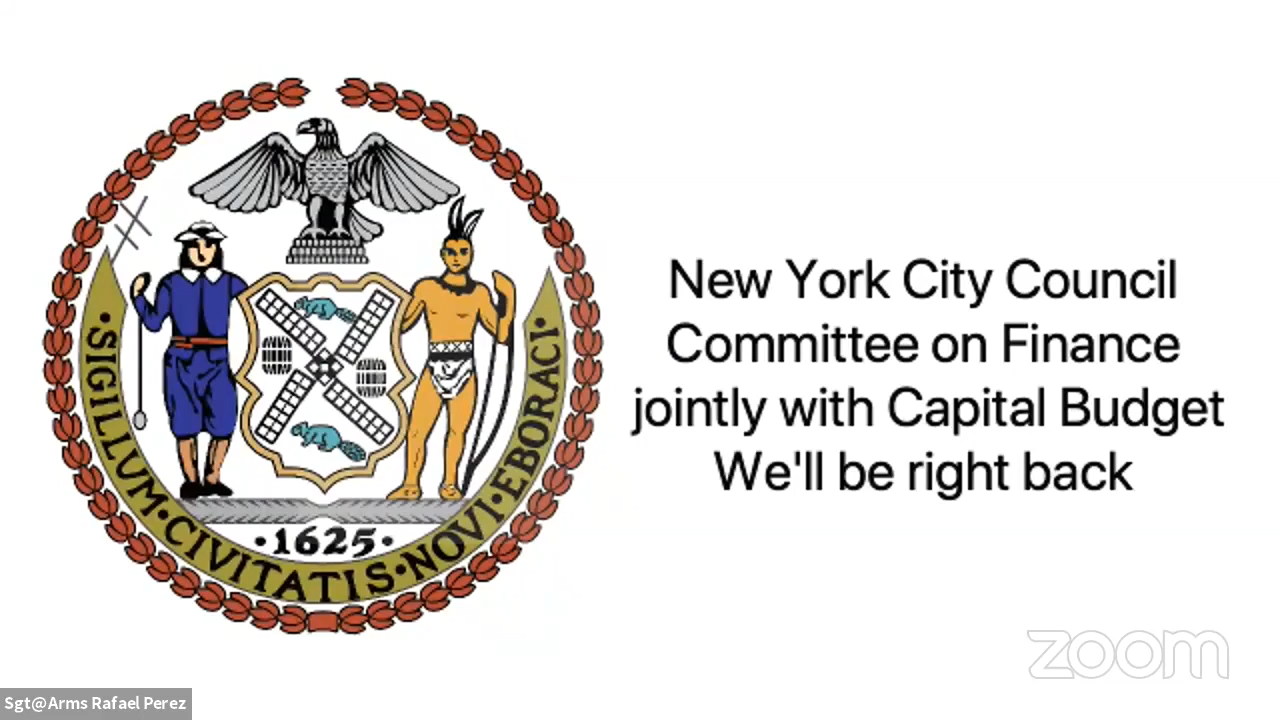 SIGILLUM·CIVITATIS·NOVI·EBORACI
·1625·
New York City Council
Committee on Finance
jointly with Capital Budget
We'll be right back
zoom
Sgt@Arms Rafael Perez